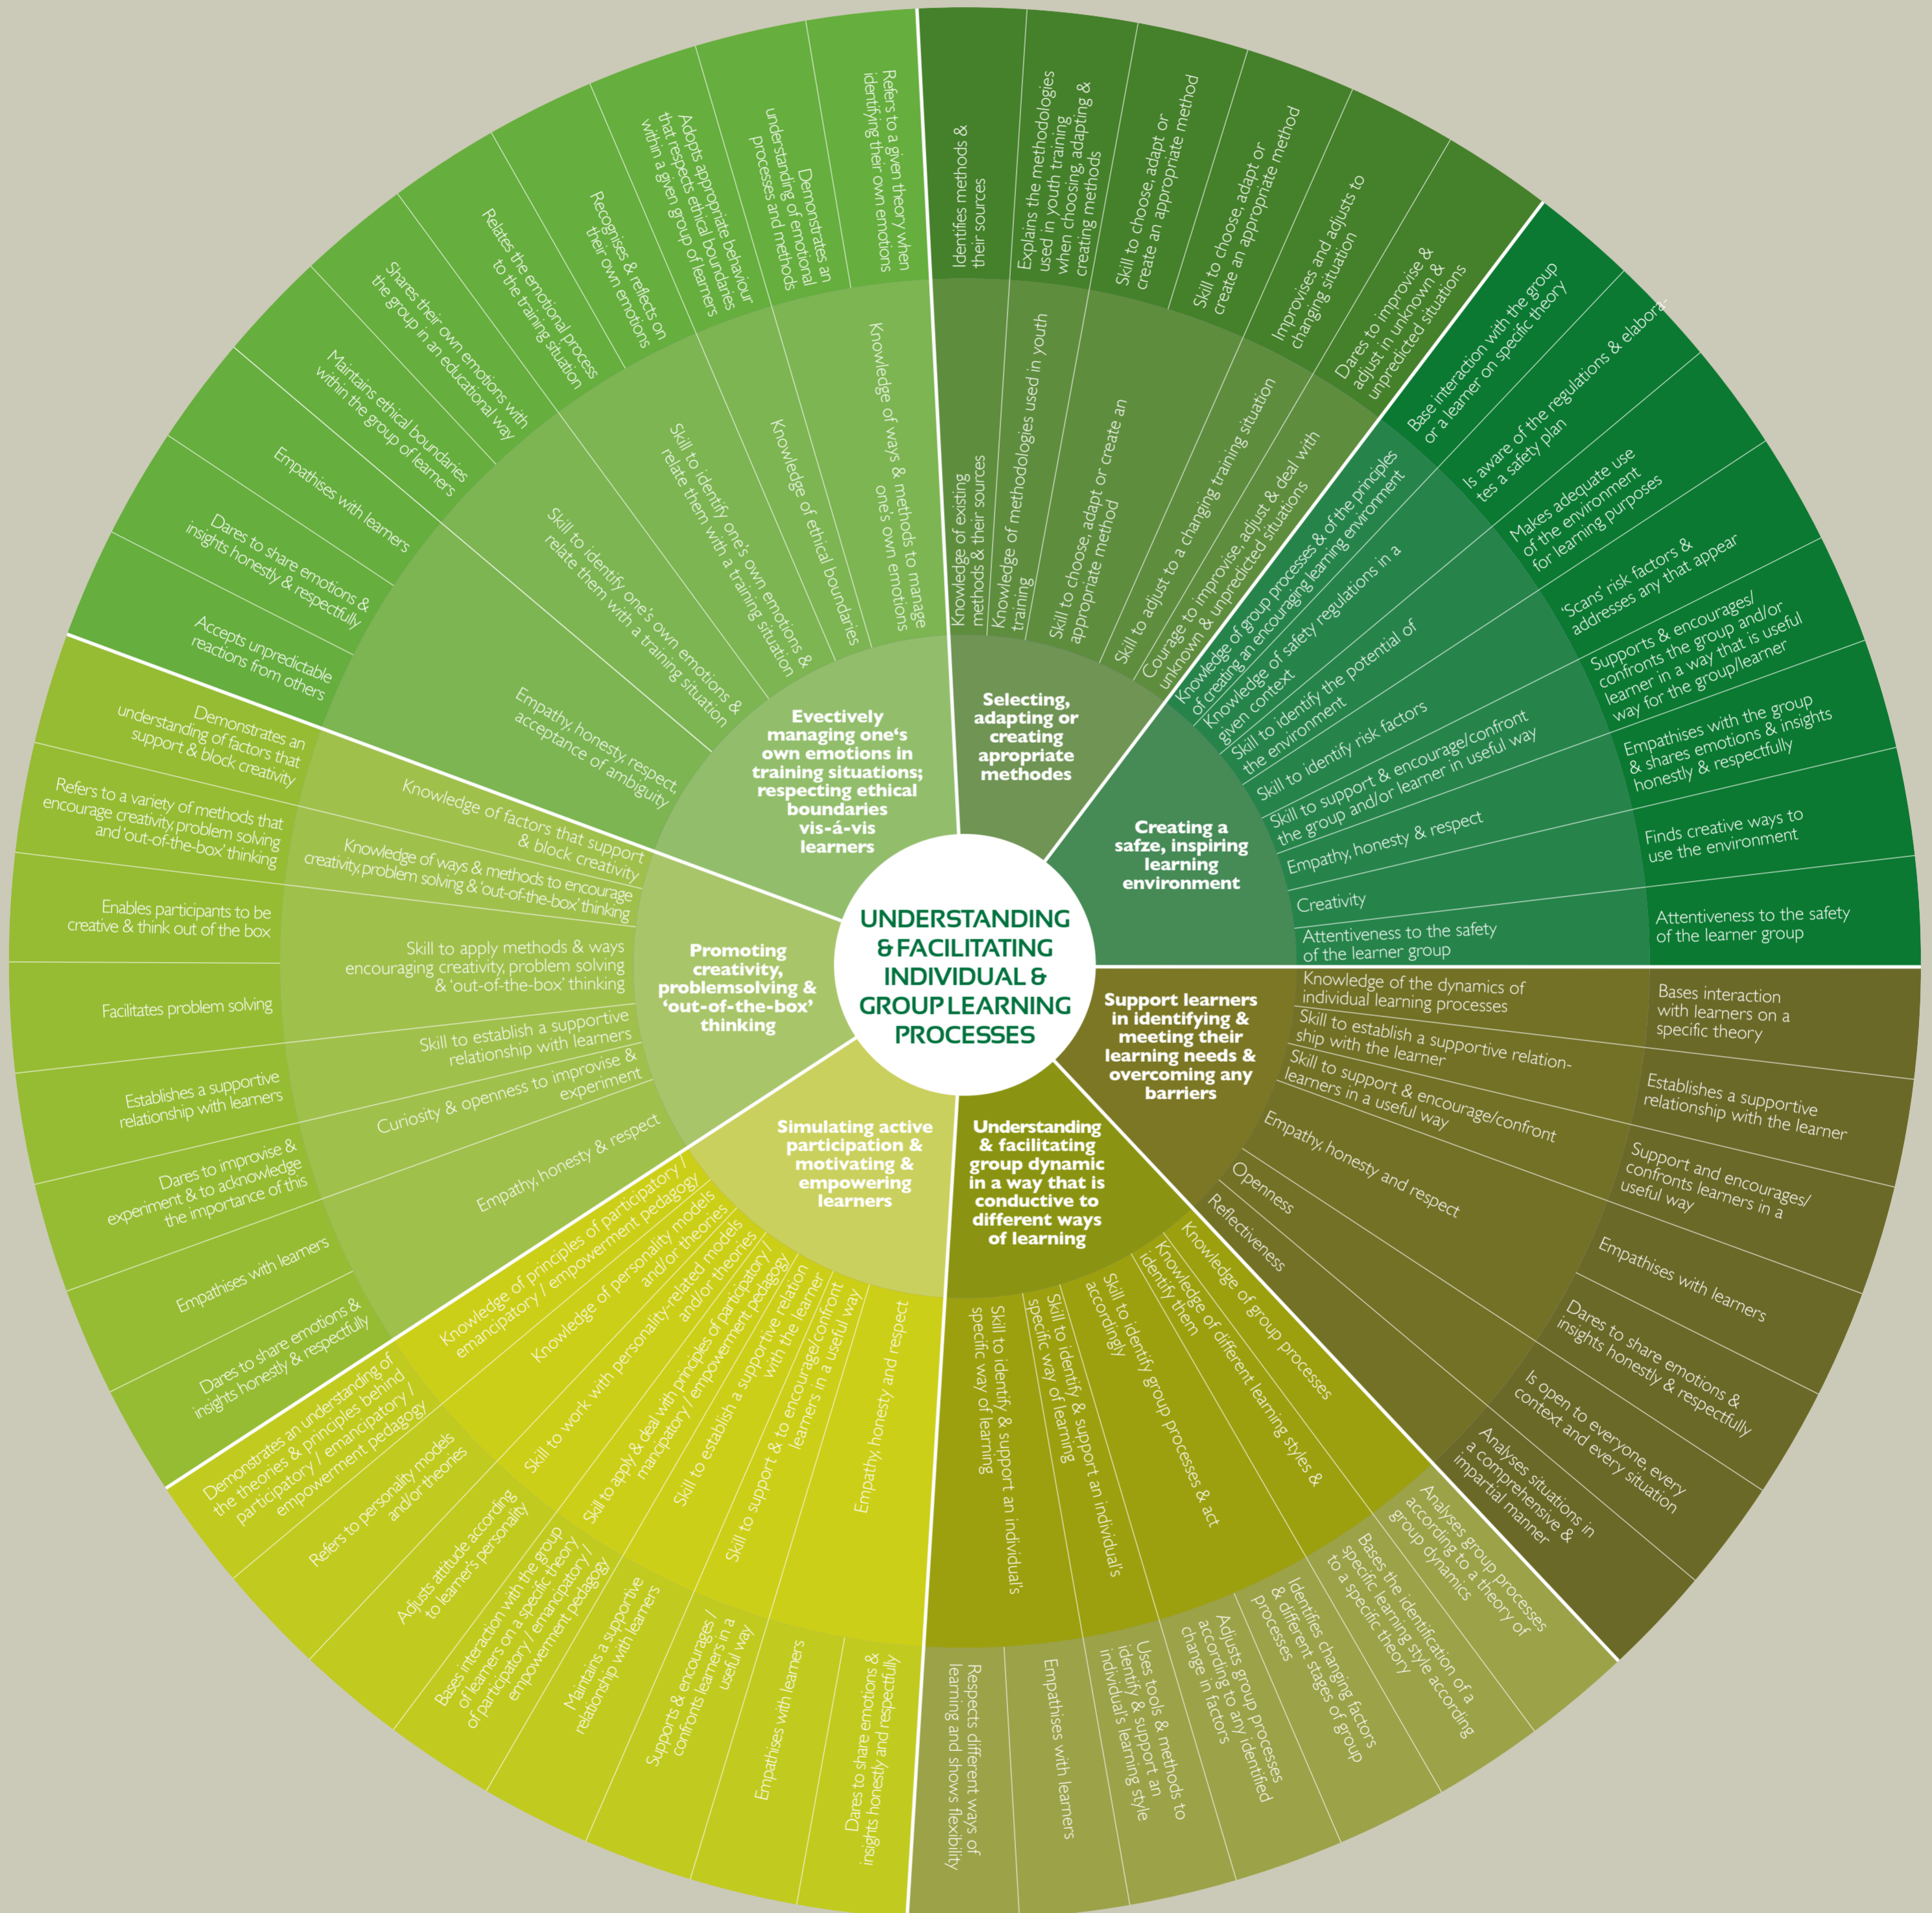 UNDERSTANDING
& FACILITATING
INDIVIDUAL &
GROUP LEARNING
PROCESSES
Selecting,
adapting or
creating
apropriate
methodes
Knowledge of existing
methods & their sources
Knowledge of methodologies used in youth
training
Skill to choose, adapt or create an
appropriate method
Skill to adjust to a changing training situation
Courage to improvise, adjust & deal with
unknown & unpredicted situations
Identifies methods &
their sources
Explains the methodologies
used in youth training
when choosing, adapting &
creating methods
Skill to choose, adapt or
create an appropriate method
Skill to choose, adapt or
create an appropriate method
Improvises and adjusts to
changing situation
Dares to improvise &
adjust in unknown &
unpredicted situations
Creating a
safze, inspiring
learning
environment
Knowledge of group processes & of the principles
of creating an encouraging learning environment
Knowledge of safety regulations in a
given context
Skill to identify the potential of
the environment
Skill to identify risk factors
Skill to support & encourage/confront
the group and/or learner in useful way
Empathy, honesty & respect
Creativity
Attentiveness to the safety
of the learner group
Base interaction with the group
or a learner on specific theory
Is aware of the regulations & elabora-
tes a safety plan
Makes adequate use
of the environment
for learning purposes
‘Scans’ risk factors &
addresses any that appear
Supports & encourages/
confronts the group and/or
learner in a way that is useful
way for the group/learner
Empathises with the group
& shares emotions & insights
honestly & respectfully
Finds creative ways to
use the environment
Attentiveness to the safety
of the learner group
Support learners
in identifying &
meeting their
learning needs &
overcoming any
barriers
Knowledge of the dynamics of
individual learning processes
Skill to establish a supportive relation-
ship with the learner
Skill to support & encourage/confront
learners in a useful way
Empathy, honesty and respect
Openness
Reflectiveness
Bases interaction
with learners on a
specific theory
Establishes a supportive
relationship with the learner
Support and encourages/
confronts learners in a
useful way
Empathises with learners
Dares to share emotions &
insights honestly & respectfully
Is open to everyone, every
context and every situation
Analyses situations in
a comprehensive &
impartial manner
Understanding
& facilitating
group dynamic
in a way that is
conductive to
different ways
of learning
Knowledge of group processes
Knowledge of different learning styles &
identify them
Skill to identify group processes & act
accordingly
Skill to identify & support an individual's
specific way of learning
Skill to identify & support an individual's
specific way of learning
Analyses group processes
according to a theory of
group dynamics
Bases the identification of a
specific learning style according
to a specific theory
Identifies changing factors
& different stages of group
processes
Adjusts group processes
according to any identified
change in factors
Uses tools & methods to
identify & support an
individual's learning style
Empathises with learners
Respects different ways of
learning and shows flexibility
Simulating active
participation &
motivating &
empowering
learners
Empathy, honesty and respect
Skill to support & to encourage/confront
learners in a useful way
Skill to establish a supportive relation
with the learner
Skill to apply & deal with principles of participatory /
mancipatory / empowerment pedagogy
Skill to work with personality-related models
and/or theories
Knowledge of personality models
and/or theories
Knowledge of principles of participatory /
emancipatory / empowerment pedagogy
Dares to share emotions &
insights honestly and respectfully
Empathises with learners
Supports & encourages /
confronts learners in a
useful way
Maintains a supportive
relationship with learners
Bases interaction with the group
of learners on a specific theory
of participatory / emancipatory /
empowerment pedagogy
Adjusts attitude according
to learner's personality
Refers to personality models
and/or theories
Demonstrates an understanding of
the theories & principles behind
participatory / emancipatory /
empowerment pedagogy
Promoting
creativity,
problemsolving &
‘out-of-the-box’
thinking
Empathy, honesty & respect
Curiosity & openness to improvise &
experiment
Skill to establish a supportive
relationship with learners
Skill to apply methods & ways
encouraging creativity, problem solving
& ‘out-of-the-box’ thinking
Knowledge of ways & methods to encourage
creativity, problem solving & ‘out-of-the-box’ thinking
Knowledge of factors that support
& block creativity
Dares to share emotions &
insights honestly & respectfully
Empathises with learners
Dares to improvise &
experiment & to acknowledge
the importance of this
Establishes a supportive
relationship with learners
Facilitates problem solving
Enables participants to be
creative & think out of the box
Refers to a variety of methods that
encourage creativity, problem solving
and ‘out-of-the-box’ thinking
Demonstrates an
understanding of factors that
support & block creativity
Evectively
managing one‘s
own emotions in
training situations;
respecting ethical
boundaries
vis-á-vis
learners
Empathy, honesty, respect,
acceptance of ambiguity
Skill to identify one's own emotions &
relate them with a training situation
Skill to identify one's own emotions &
relate them with a training situation
Knowledge of ethical boundaries
Knowledge of ways & methods to manage
one's own emotions
Accepts unpredictable
reactions from others
Dares to share emotions &
insights honestly & respectfully
Empathises with learners
Maintains ethical boundaries
within the group of learners
Shares their own emotions with
the group in an educational way
Relates the emotional process
to the training situation
Recognises & reflects on
their own emotions
Adopts appropriate behaviour
that respects ethical boundaries
within a given group of learners
Demonstrates an
understanding of emotional
processes and methods
Refers to a given theory when
identifying their own emotions